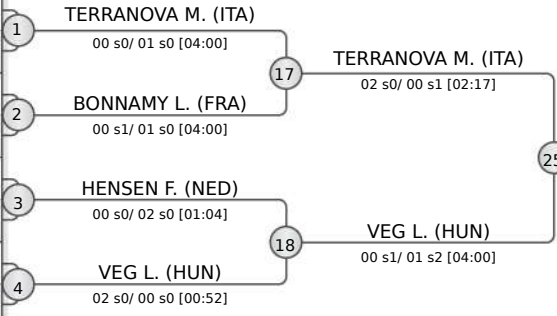 TERRANOVA M. (ITA)
1
00 s0/ 01 s0 [04:00]
17
TERRANOVA M. (ITA)
02 s0/ 00 s1 [02:17]
BONNAMY L. (FRA)
2
00 s1/ 01 s0 [04:00]
25
HENSEN F. (NED)
3
00 s0/ 02 s0 [01:04]
18
VEG L. (HUN)
00 s1/ 01 s2 [04:00]
VEG L. (HUN)
4
02 s0/ 00 s0 [00:52]